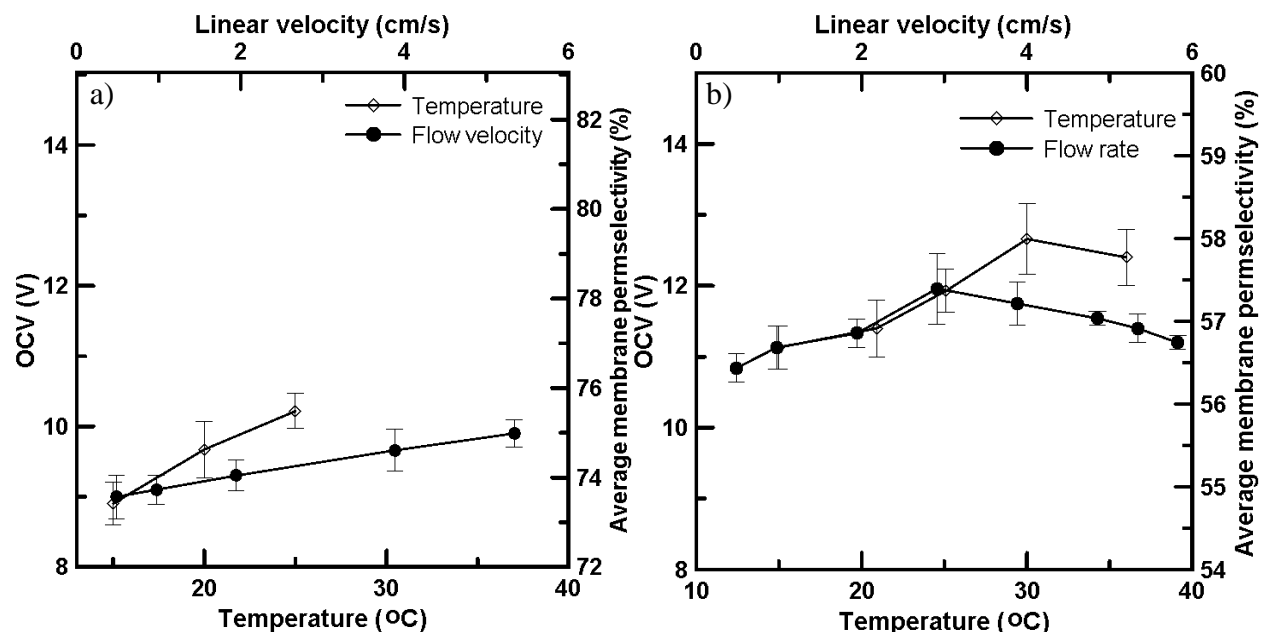 Linear velocity (cm/s)
0 2 4 6
a)
Temperature
Flow velocity
14
12
10
8
OCV (V)
82
80
78
76
74
72
Average membrane permselectivity (%)
20 30 40
Temperature (oC)
Linear velocity (cm/s)
0 2 4 6
b)
Temperature
Flow rate
14
12
10
8
OCV (V)
60
59
58
57
56
55
54
Average membrane permselectivity (%)
10 20 30 40
Temperature (oC)